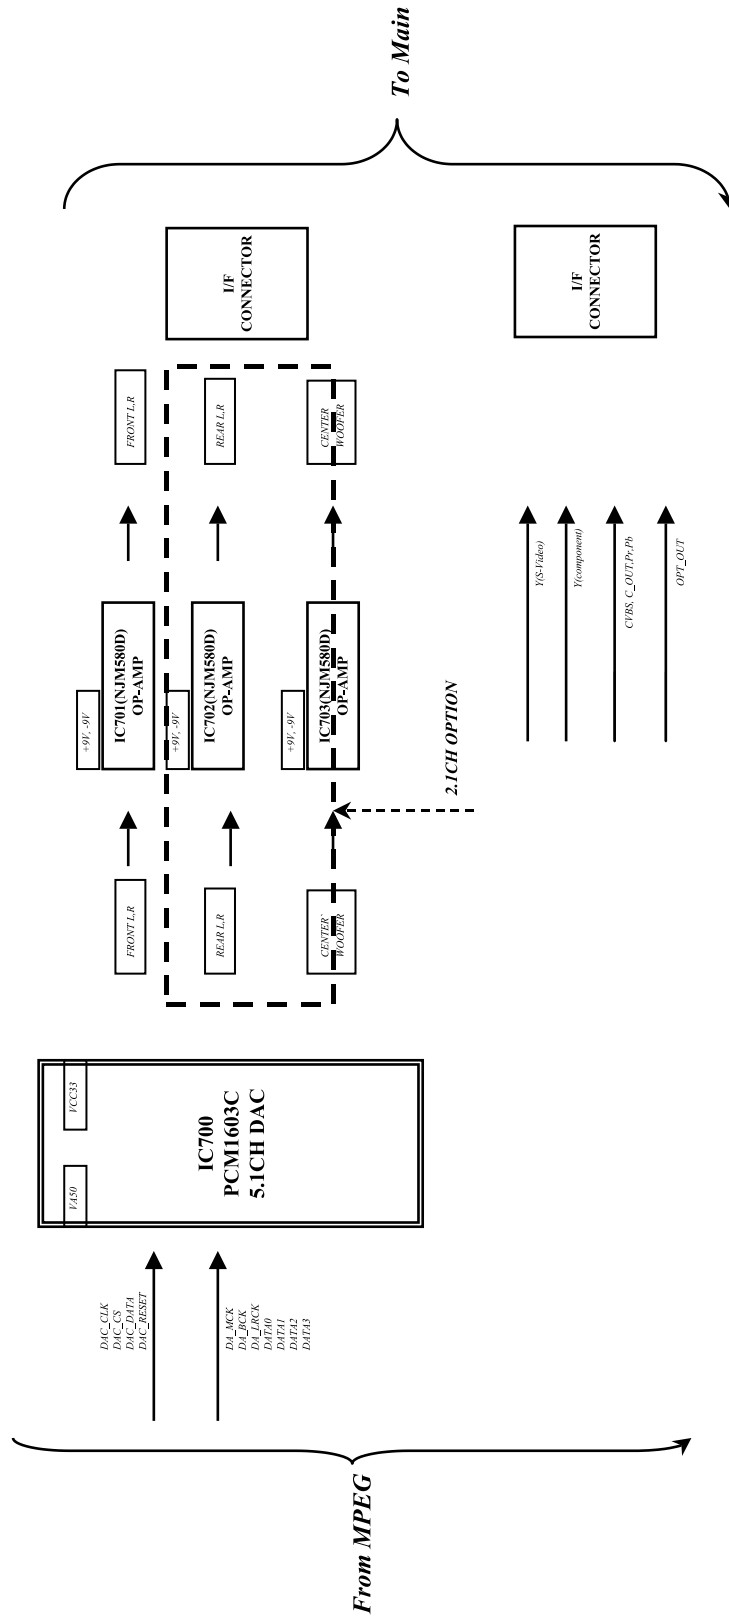 From MPEG
DAC_CLK
DAC_CS
DAC_DATA
DAC_RESET
DA_MCK
DA_BCK
DA_LRCK
DATA0
DATA1
DATA2
DATA3
VA50
VCC33
IC700
PCM1603C
5.1CH DAC
FRONT L,R
REAR L,R
CENTER`
WOOFER
+9V, -9V
IC701(NJM580D)
OP-AMP
+9V, -9V
IC702(NJM580D)
OP-AMP
+9V, -9V
IC703(NJM580D)
OP-AMP
2.1CH OPTION
FRONT L,R
REAR L,R
CENTER
WOOFER
Y(S-Video)
Y(component)
CVBS, C_OUT,Pr,Pb
OPT_OUT
I/F
CONNECTOR
I/F
CONNECTOR
To Main